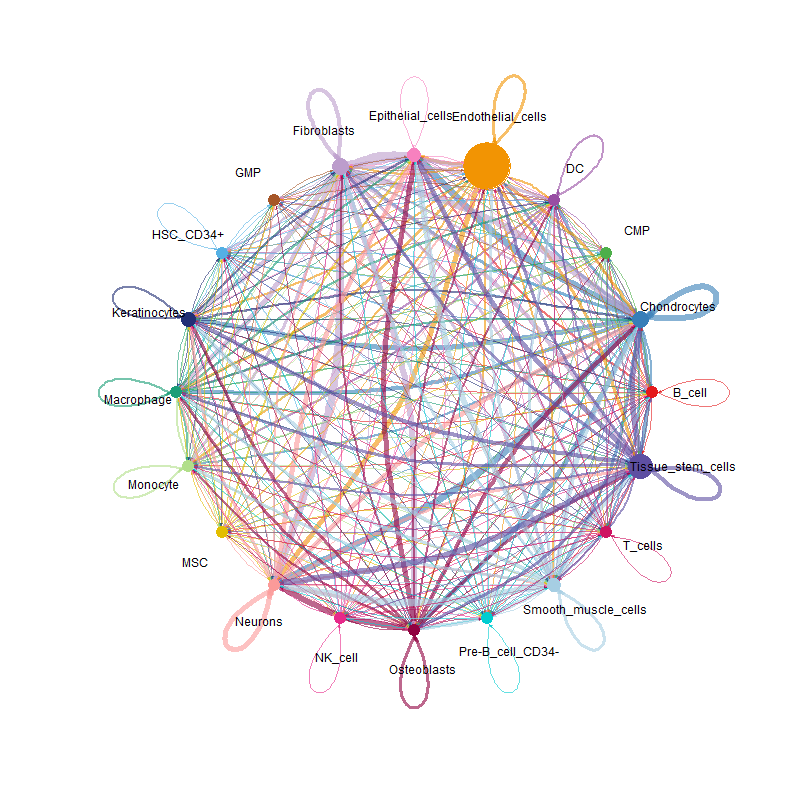 Epithelial_cells
Endothelial_cells
Fibroblasts
DC
GMP
CMP
HSC_CD34+
Chondrocytes
Keratinocytes
B_cell
Macrophage
Tissue_stem_cells
Monocyte
T_cells
MSC
Smooth_muscle_cells
Neurons
Pre-B_cell_CD34-
NK_cell
Osteoblasts